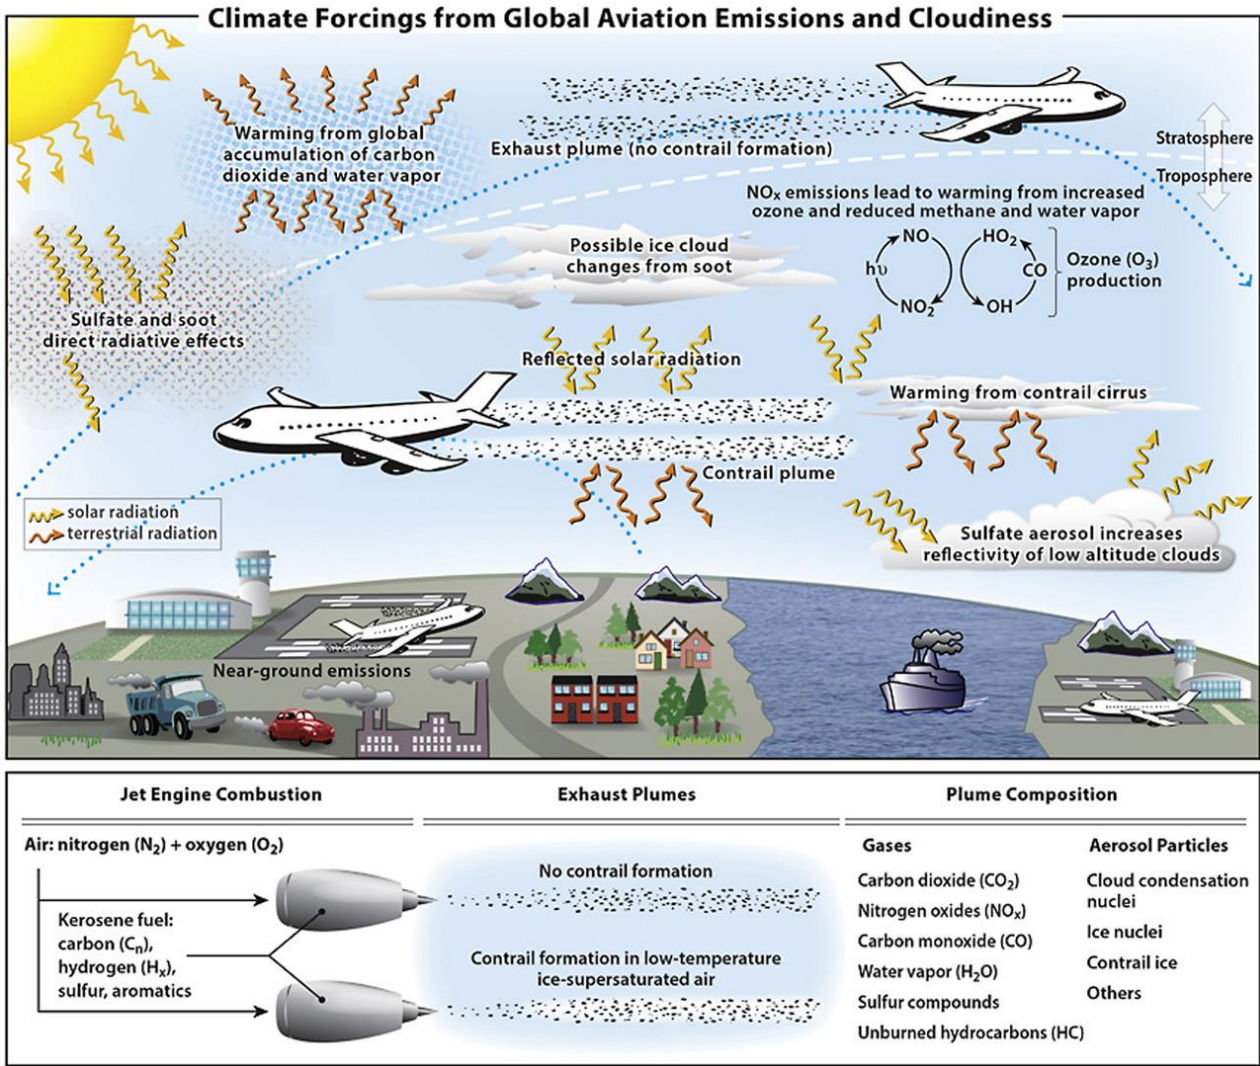 Climate Forcings from Global Aviation Emissions and Cloudiness
Warming from global
accumulation of carbon
dioxide and water vapor
Exhaust plume (no contrail formation)
Stratosphere
Troposphere
NOₓ emissions lead to warming from increased
ozone and reduced methane and water vapor
NO
HO₂
hυ
CO
NO₂
OH
Ozone (O₃)
production
Possible ice cloud
changes from soot
Sulfate and soot
direct radiative effects
Reflected solar radiation
Warming from contrail cirrus
Contrail plume
solar radiation
terrestrial radiation
Sulfate aerosol increases
reflectivity of low altitude clouds
Near-ground emissions
Jet Engine Combustion
Air: nitrogen (N₂) + oxygen (O₂)
Kerosene fuel:
carbon (Cₙ),
hydrogen (Hₓ),
sulfur, aromatics
Exhaust Plumes
No contrail formation
Contrail formation in low-temperature
ice-supersaturated air
Plume Composition
Gases
Carbon dioxide (CO₂)
Nitrogen oxides (NOₓ)
Carbon monoxide (CO)
Water vapor (H₂O)
Sulfur compounds
Unburned hydrocarbons (HC)
Aerosol Particles
Cloud condensation
nuclei
Ice nuclei
Contrail ice
Others